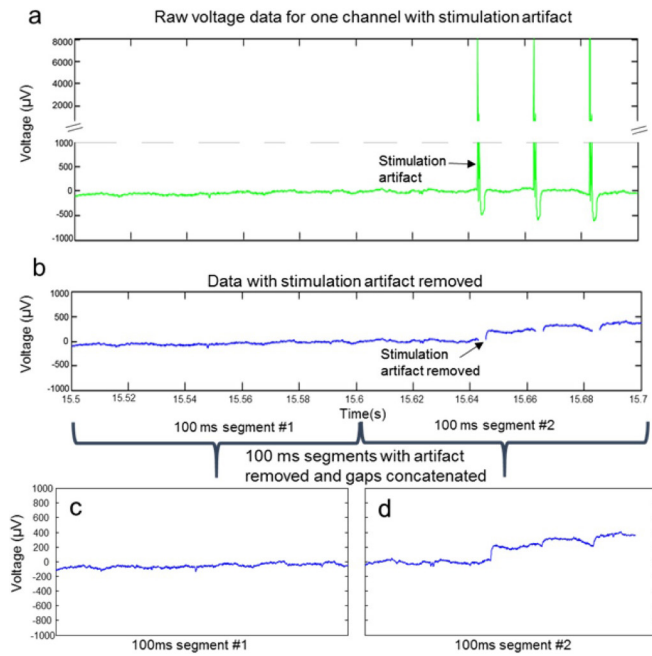 a
Raw voltage data for one channel with stimulation artifact
Voltage (µV)
8000
6000
4000
2000
1000
500
0
-500
-1000
Stimulation
artifact
b
Data with stimulation artifact removed
Voltage (µV)
1000
500
0
-500
-1000
Stimulation
artifact removed
15.5 15.52 15.54 15.56 15.58 15.6 15.62 15.64 15.66 15.68 15.7
Time(s)
100 ms segment #1
100 ms segment #2
100 ms segments with artifact
removed and gaps concatenated
c
d
Voltage (µV)
1000
800
600
400
200
0
-200
-400
-600
-800
-1000
100ms segment #1
100ms segment #2